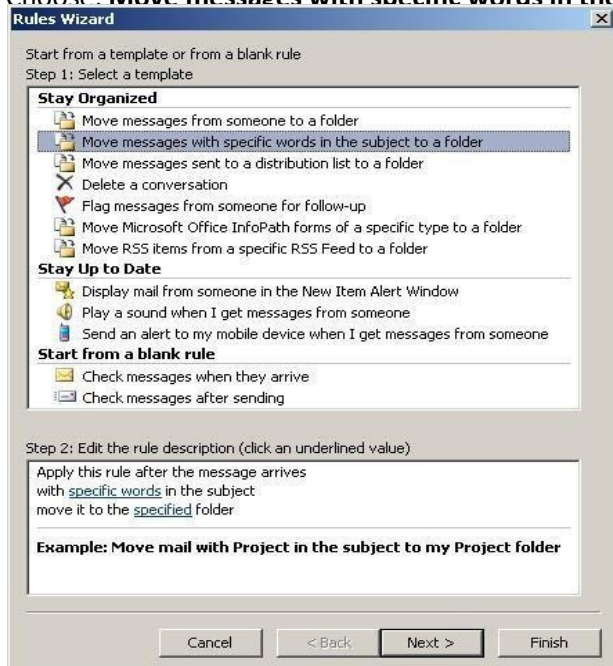 choose: Move messages with specific words in the
Rules Wizard
Start from a template or from a blank rule
Step 1: Select a template
Stay Organized
Move messages from someone to a folder
Move messages with specific words in the subject to a folder
Move messages sent to a distribution list to a folder
Delete a conversation
Flag messages from someone for follow-up
Move Microsoft Office InfoPath forms of a specific type to a folder
Move RSS items from a specific RSS Feed to a folder
Stay Up to Date
Display mail from someone in the New Item Alert Window
Play a sound when I get messages from someone
Send an alert to my mobile device when I get messages from someone
Start from a blank rule
Check messages when they arrive
Check messages after sending
Step 2: Edit the rule description (click an underlined value)
Apply this rule after the message arrives
with specific words in the subject
move it to the specified folder
Example: Move mail with Project in the subject to my Project folder
Cancel < Back Next > Finish